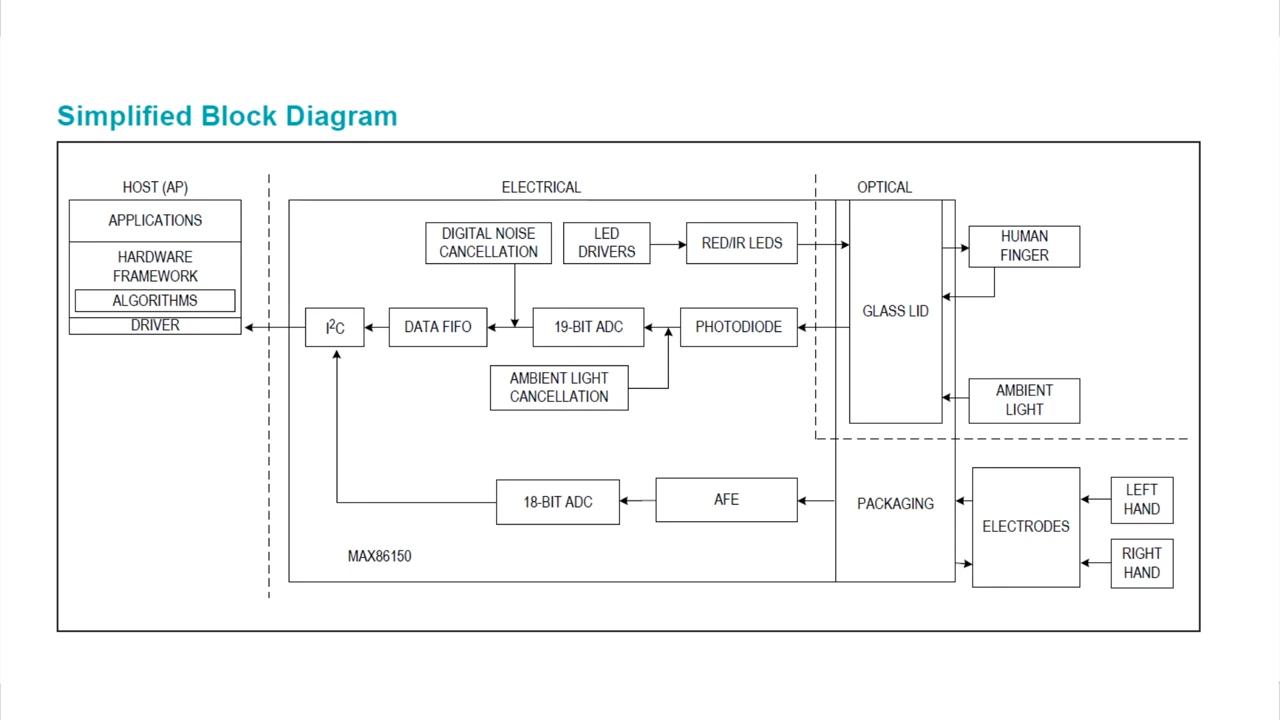 Simplified Block Diagram
HOST (AP)
ELECTRICAL
OPTICAL
APPLICATIONS
HARDWARE
FRAMEWORK
ALGORITHMS
DRIVER
DIGITAL NOISE
CANCELLATION
LED
DRIVERS
RED/IR LEDS
HUMAN
FINGER
I²C
DATA FIFO
19-BIT ADC
PHOTODIODE
GLASS LID
AMBIENT LIGHT
CANCELLATION
AMBIENT
LIGHT
18-BIT ADC
AFE
PACKAGING
ELECTRODES
LEFT
HAND
RIGHT
HAND
MAX86150